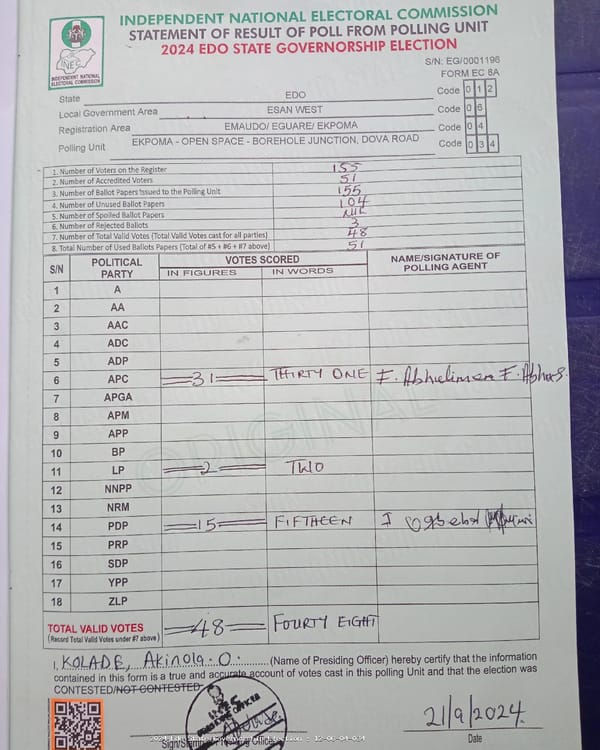 INDEPENDENT NATIONAL ELECTORAL COMMISSION
STATEMENT OF RESULT OF POLL FROM POLLING UNIT
2024 EDO STATE GOVERNORSHIP ELECTION
INEC
INDEPENDENT NATIONAL
ELECTORAL COMMISSION
S/N: EG/0001196
FORM EC 8A
State EDO Code 0 1 2
Local Government Area ESAN WEST Code 0 6
Registration Area EMAUDO/ EGUARE/ EKPOMA Code 0 4
Polling Unit EKPOMA - OPEN SPACE - BOREHOLE JUNCTION, DOVA ROAD Code 0 3 4
1. Number of Voters on the Register 155
2. Number of Accredited Voters 51
3. Number of Ballot Papers Issued to the Polling Unit 155
4. Number of Unused Ballot Papers 104
5. Number of Spoiled Ballot Papers NIL
6. Number of Rejected Ballots 3
7. Number of Total Valid Votes (Total Valid Votes cast for all parties) 48
8. Total Number of Used Ballots Papers (Total of #5 + #6 + #7 above) 51
S/N POLITICAL PARTY VOTES SCORED NAME/SIGNATURE OF POLLING AGENT
IN FIGURES IN WORDS
1 A
2 AA
3 AAC
4 ADC
5 ADP
6 APC 31 THIRTY ONE F.
7 APGA
8 APM
9 APP
10 BP
11 LP 2 TWO
12 NNPP
13 NRM
14 PDP 15 FIFTHEEN
15 PRP
16 SDP
17 YPP
18 ZLP
ORIGINAL
TOTAL VALID VOTES 48 FOURTY EIGHT
(Record Total Valid Votes under #7 above)
I, KOLADE, Akinola. O. (Name of Presiding Officer) hereby certify that the information
contained in this form is a true and accurate account of votes cast in this polling Unit and that the election was
CONTESTED/NOT CONTESTED.
21/9/2024.
Date